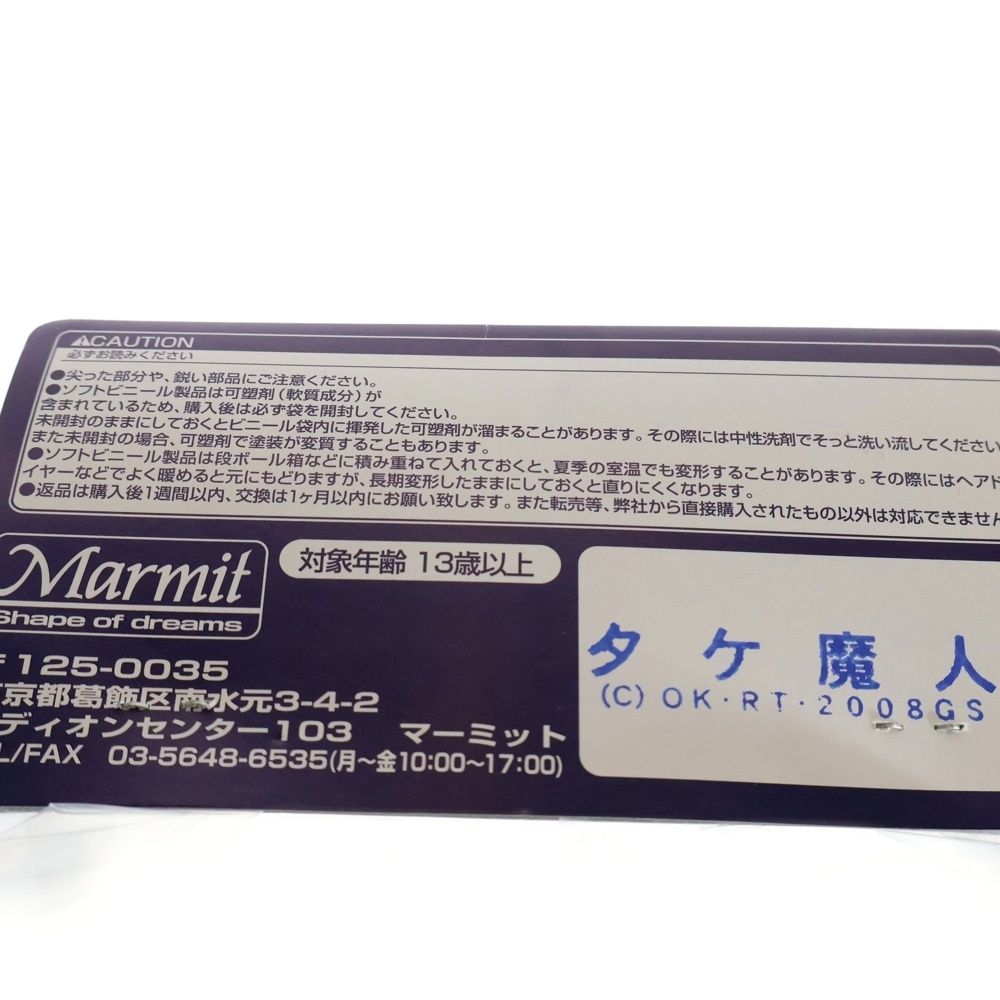 ⚠CAUTION
必ずお読みください
●尖った部分や、鋭い部品にご注意ください。
●ソフトビニール製品は可塑剤（軟質成分）が
含まれているため、購入後は必ず袋を開封してください。
未開封のままにしておくとビニール袋内に揮発した可塑剤が溜まることがあります。その際には中性洗剤でそっと洗い流してください
また未開封の場合、可塑剤で塗装が変質することもあります。
●ソフトビニール製品は段ボール箱などに積み重ねて入れておくと、夏季の室温でも変形することがあります。その際にはヘアド
イヤーなどでよく暖めると元にもどりますが、長期変形したままにしておくと直りにくくなります。
●返品は購入後1週間以内、交換は1ヶ月以内にお願い致します。また転売等、弊社から直接購入されたもの以外は対応できません
Marmit
Shape of dreams
対象年齢 13歳以上
〒125-0035
京都葛飾区南水元3-4-2
ディオンセンター103 マーミット
L/FAX 03-5648-6535(月〜金10:00〜17:00)
タケ魔人
(C) OK・RT・2008GS